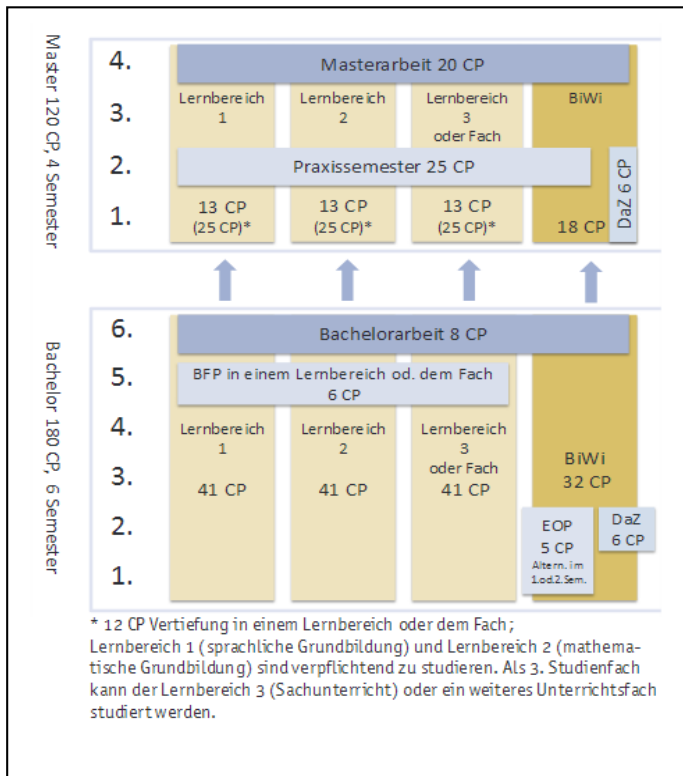 Master 120 CP, 4 Semester
4.
Masterarbeit 20 CP
3.
Lernbereich
1
Lernbereich
2
Lernbereich
3
oder Fach
BiWi
2.
Praxissemester 25 CP
DaZ 6 CP
1.
13 CP
(25 CP)*
13 CP
(25 CP)*
13 CP
(25 CP)*
18 CP
Bachelor 180 CP, 6 Semester
6.
Bachelorarbeit 8 CP
5.
BFP in einem Lernbereich od. dem Fach
6 CP
4.
Lernbereich
1
Lernbereich
2
Lernbereich
3
oder Fach
3.
41 CP
41 CP
41 CP
BiWi
32 CP
2.
EOP
5 CP
Altern. im
1.od.2.Sem.
DaZ
6 CP
1.
* 12 CP Vertiefung in einem Lernbereich oder dem Fach;
Lernbereich 1 (sprachliche Grundbildung) und Lernbereich 2 (mathema-
tische Grundbildung) sind verpflichtend zu studieren. Als 3. Studienfach
kann der Lernbereich 3 (Sachunterricht) oder ein weiteres Unterrichtsfach
studiert werden.